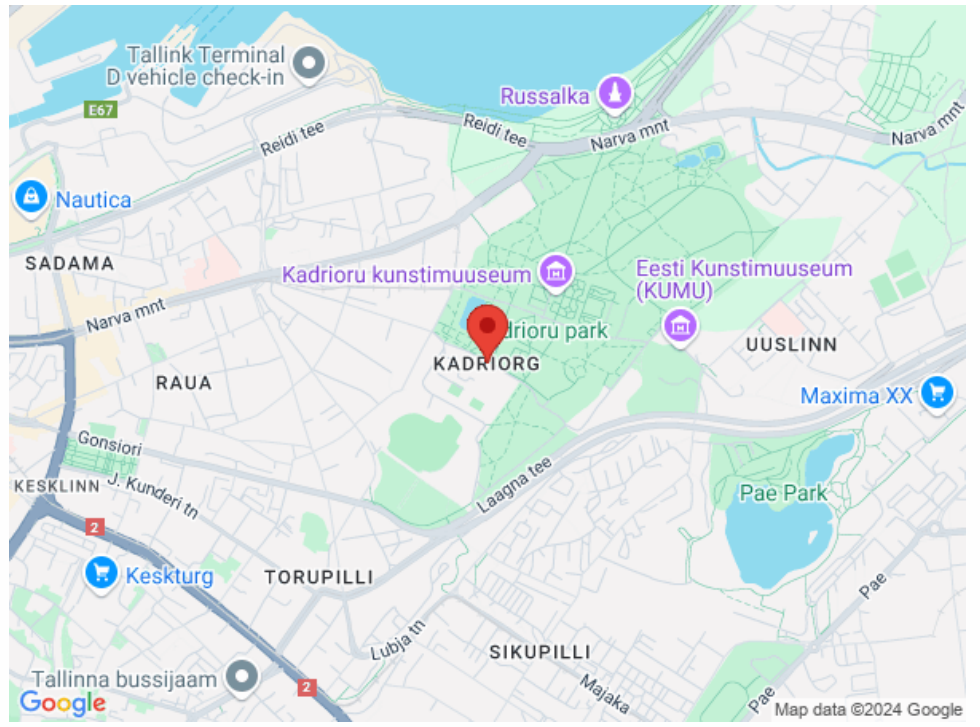 Tallink Terminal
D vehicle check-in
E67
Russalka
Reidi tee
Reidi tee
Narva mnt
Narva mnt
Nautica
SADAMA
Kadrioru kunstimuuseum
Eesti Kunstimuuseum
(KUMU)
Narva mnt
drioru park
UUSLINN
KADRIORG
RAUA
Maxima XX
Gonsiori
Laagna tee
KESKLINN
J. Kunderi tn
Pae Park
2
Keskturg
TORUPILLI
Pae
Lubja tn
SIKUPILLI
Tallinna bussijaam
2
Majaka
Pae
Google
Map data ©2024 Google